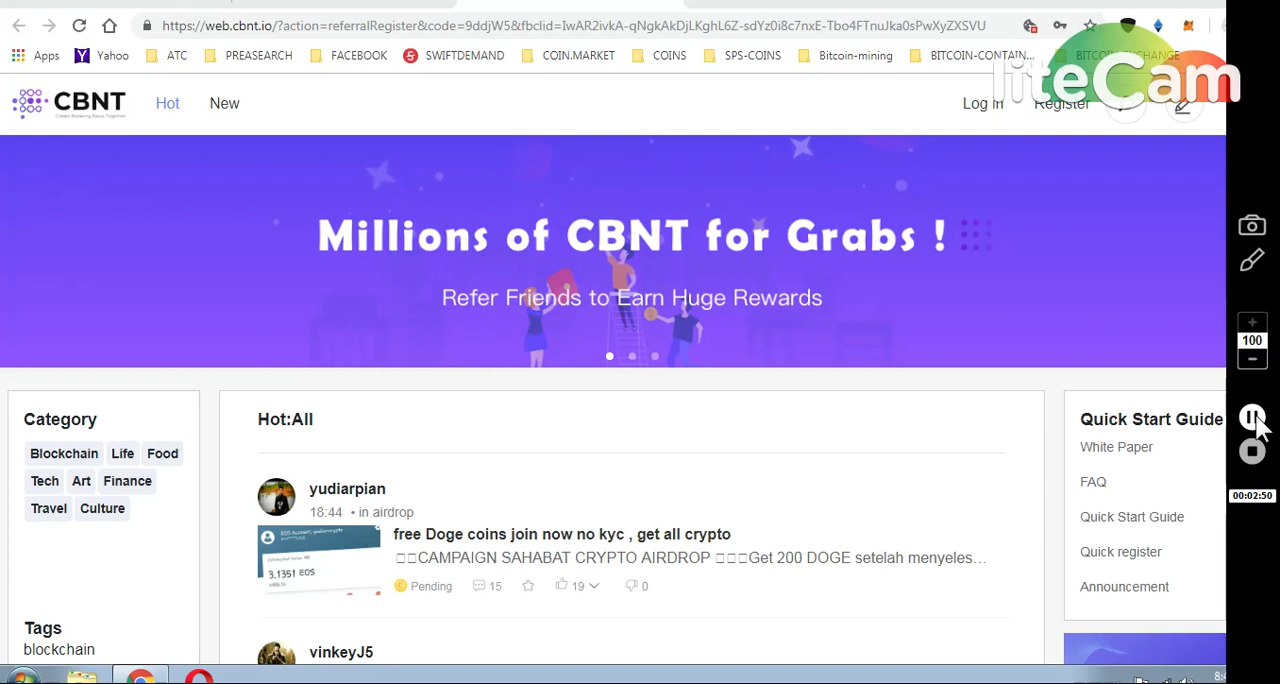 https://web.cbnt.io/?action=referralRegister&code=9ddjW5&fbclid=IwAR2ivkA-qNgkAkDjLKghL6Z-sdYz0i8c7nxE-Tbo4FTnuJka0sPwXyZXSVU
Apps Yahoo ATC PREASEARCH FACEBOOK SWIFTDEMAND COIN.MARKET COINS SPS-COINS Bitcoin-mining BITCOIN-CONTAIN... BITCOIN-EXCHANGE
liteCam
CBNT Hot New Log in Register
Millions of CBNT for Grabs !
Refer Friends to Earn Huge Rewards
100
Category
Blockchain Life Food
Tech Art Finance
Travel Culture
Tags
blockchain
Hot:All
yudiarpian
18:44 • in airdrop
free Doge coins join now no kyc , get all crypto
CAMPAIGN SAHABAT CRYPTO AIRDROP Get 200 DOGE setelah menyeles...
3.1351 EOS
Pending 15 19 0
vinkeyJ5
Quick Start Guide
White Paper
FAQ
Quick Start Guide
Quick register
Announcement
00:02:50